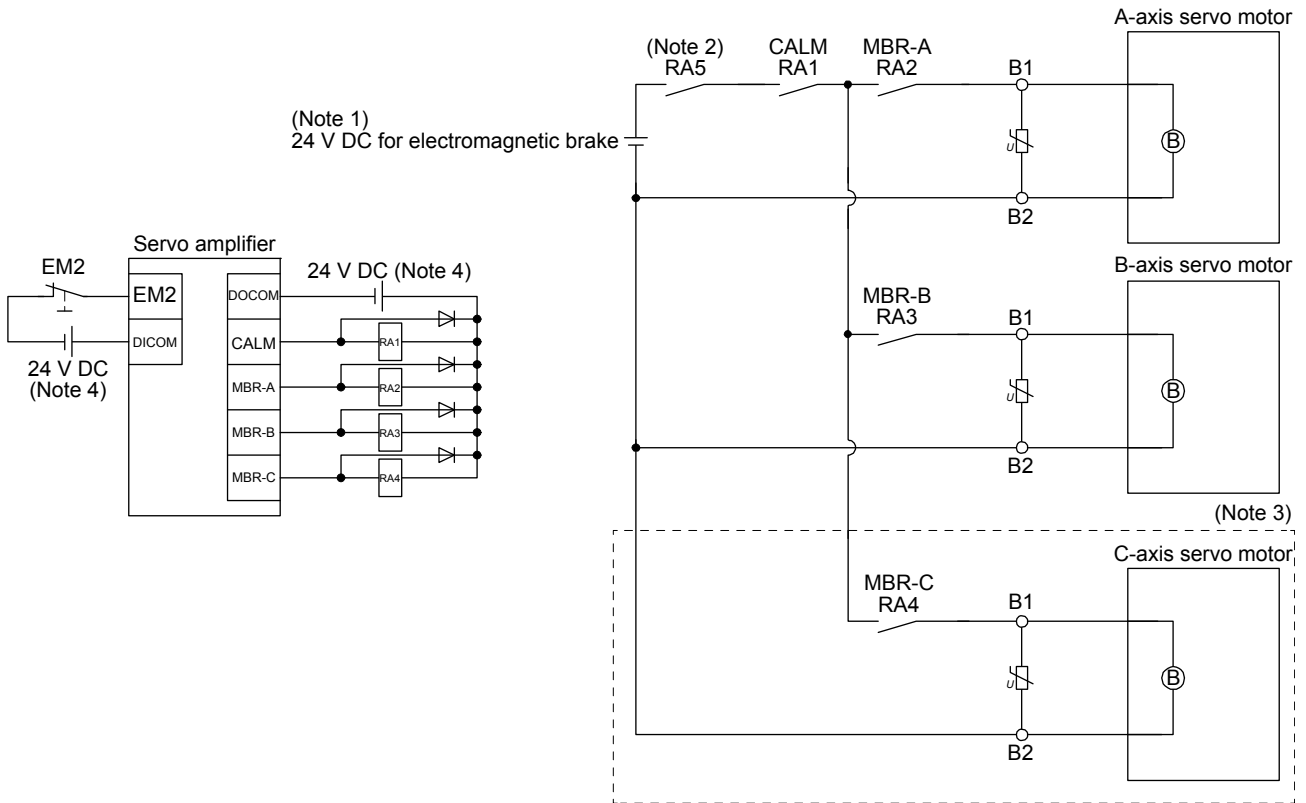 A-axis servo motor
(Note 2)
RA5
CALM
RA1
MBR-A
RA2
B1
(Note 1)
24 V DC for electromagnetic brake
U
B
B2
Servo amplifier
EM2
EM2
DICOM
24 V DC
(Note 4)
DOCOM
CALM
MBR-A
MBR-B
MBR-C
24 V DC (Note 4)
RA1
RA2
RA3
RA4
B-axis servo motor
MBR-B
RA3
B1
U
B
B2
(Note 3)
C-axis servo motor
MBR-C
RA4
B1
U
B
B2